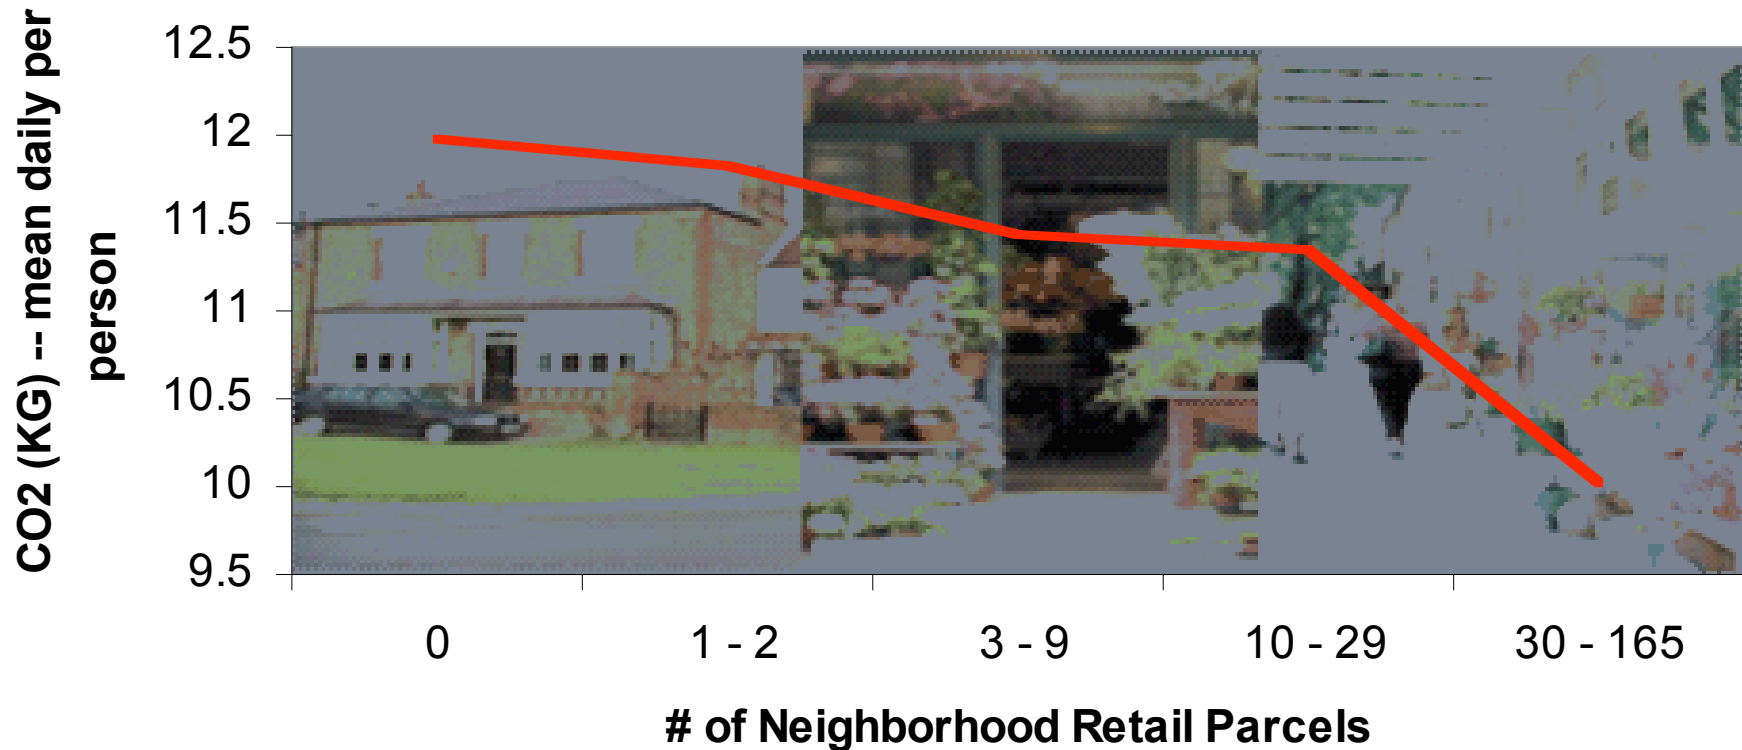 CO2 (KG) -- mean daily per
person
12.5
12
11.5
11
10.5
10
9.5
0
1 - 2
3 - 9
10 - 29
30 - 165
# of Neighborhood Retail Parcels